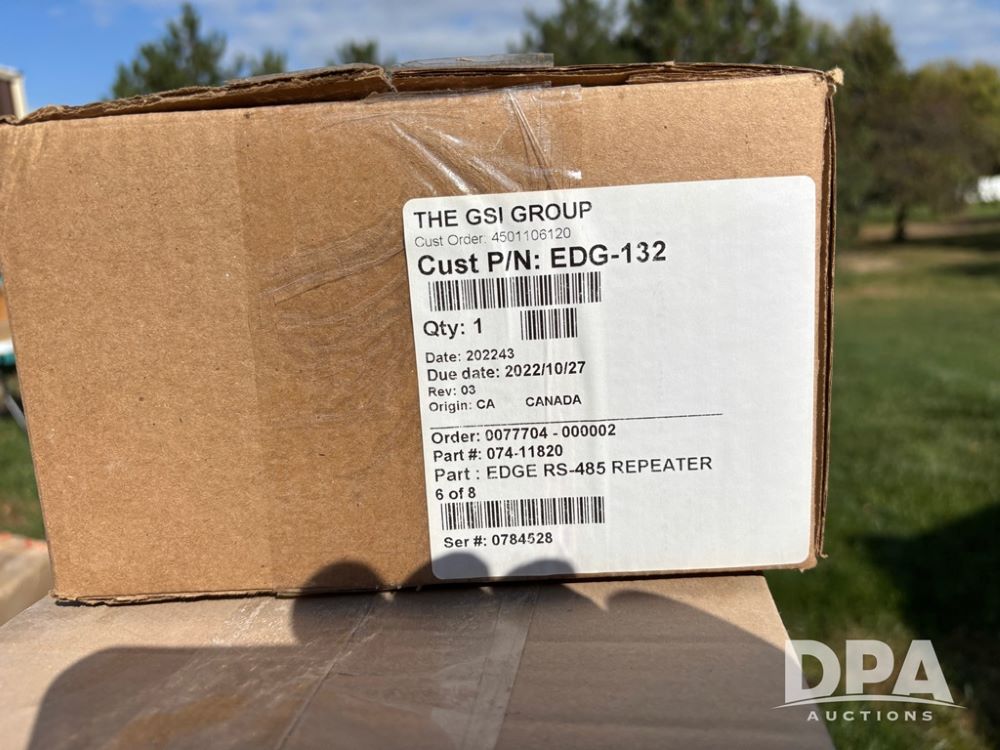 THE GSI GROUP
Cust Order: 4501106120
Cust P/N: EDG-132
Qty: 1
Date: 202243
Due date: 2022/10/27
Rev: 03
Origin: CA CANADA
Order: 0077704 - 000002
Part #: 074-11820
Part : EDGE RS-485 REPEATER
6 of 8
Ser #: 0784528
DPA
AUCTIONS